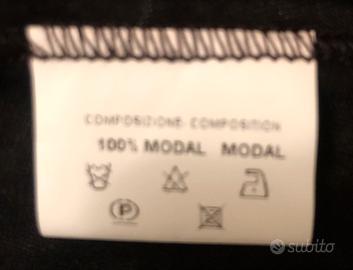 COMPOSIZIONE-COMPOSITION
100% MODAL MODAL
P
subito